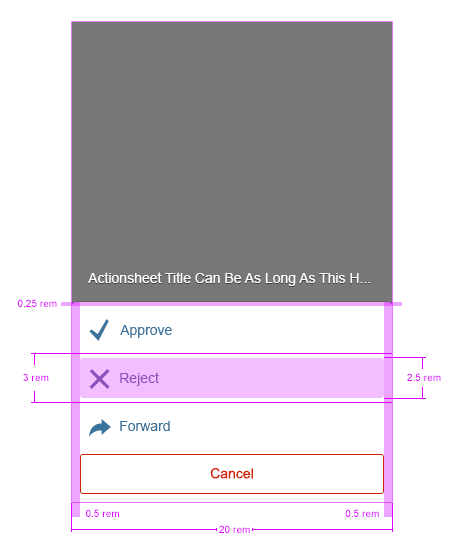 Actionsheet Title Can Be As Long As This H...
0.25 rem
Approve
3 rem
Reject
2.5 rem
Forward
Cancel
0.5 rem
0.5 rem
20 rem